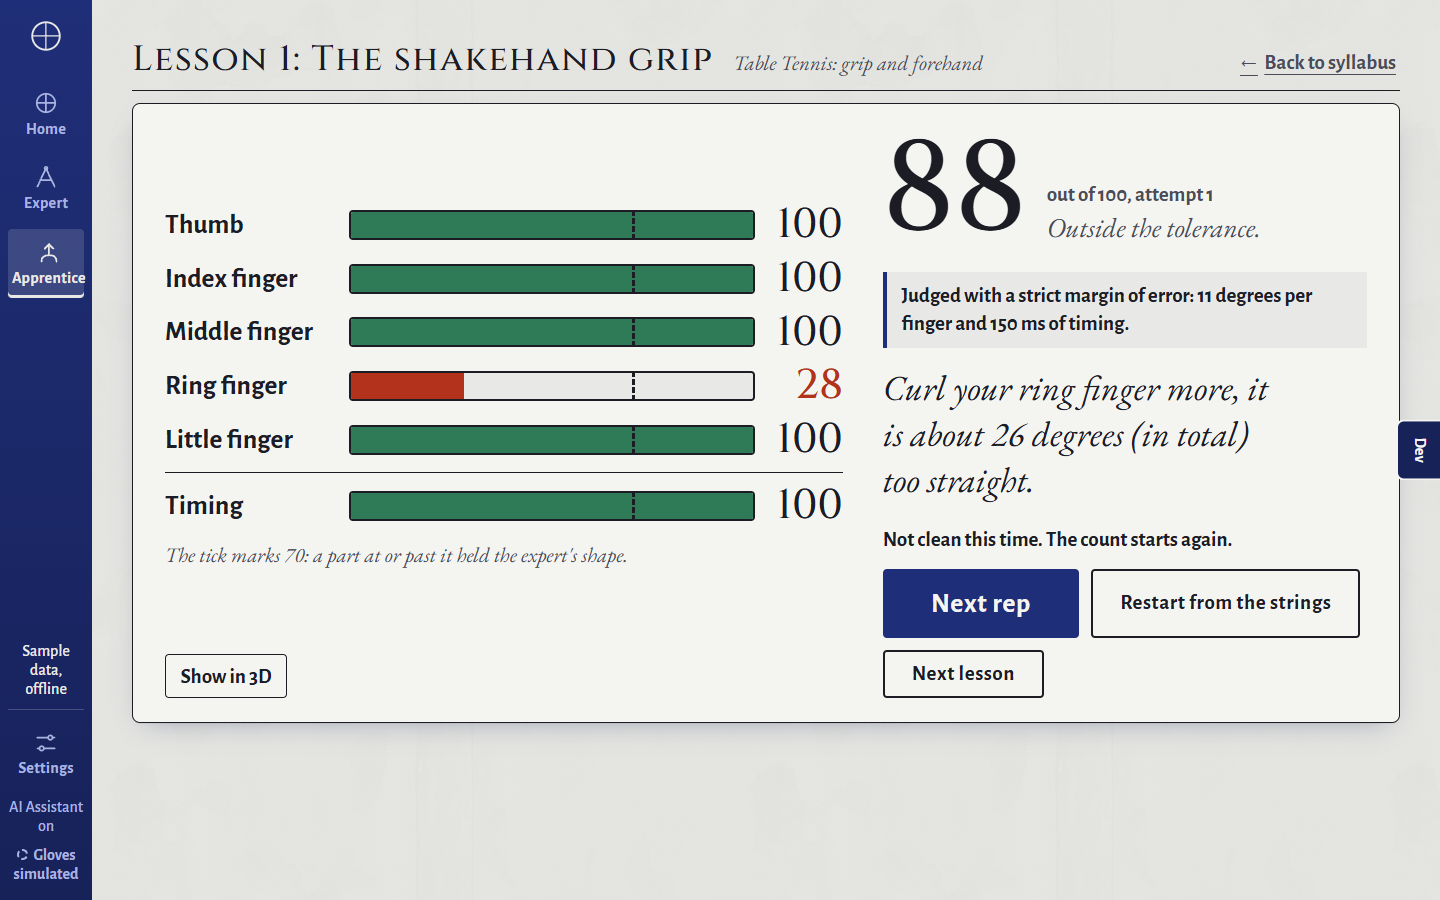 Home
Expert
Apprentice
Sample
data,
offline
Settings
AI Assistant
on
Gloves
simulated
Lesson 1: The shakehand grip
Table Tennis: grip and forehand
← Back to syllabus
Thumb
100
Index finger
100
Middle finger
100
Ring finger
28
Little finger
100
Timing
100
The tick marks 70: a part at or past it held the expert's shape.
Show in 3D
88
out of 100, attempt 1
Outside the tolerance.
Judged with a strict margin of error: 11 degrees per
finger and 150 ms of timing.
Curl your ring finger more, it
is about 26 degrees (in total)
too straight.
Not clean this time. The count starts again.
Next rep
Restart from the strings
Next lesson
Dev